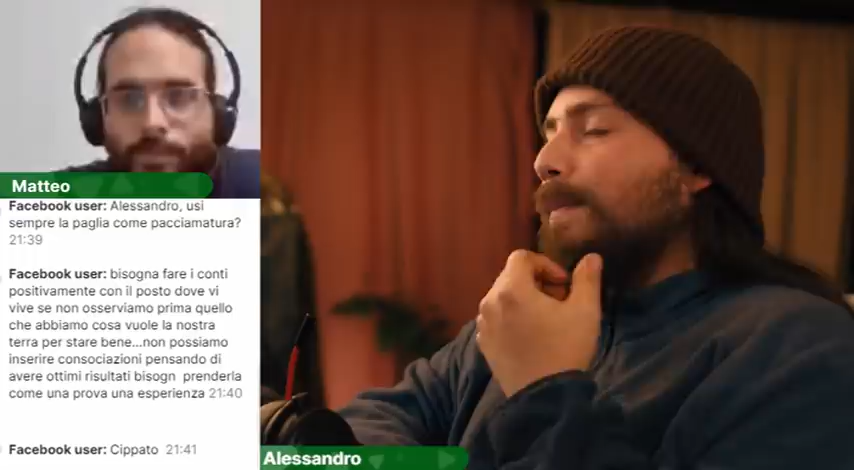 Matteo
Facebook user: Alessandro, usi
sempre la paglia come pacciamatura?
21:39
Facebook user: bisogna fare i conti
positivamente con il posto dove vi
vive se non osserviamo prima quello
che abbiamo cosa vuole la nostra
terra per stare bene...non possiamo
inserire consociazioni pensando di
avere ottimi risultati bisogn prenderla
come una prova una esperienza 21:40
Facebook user: Cippato 21:41
Alessandro